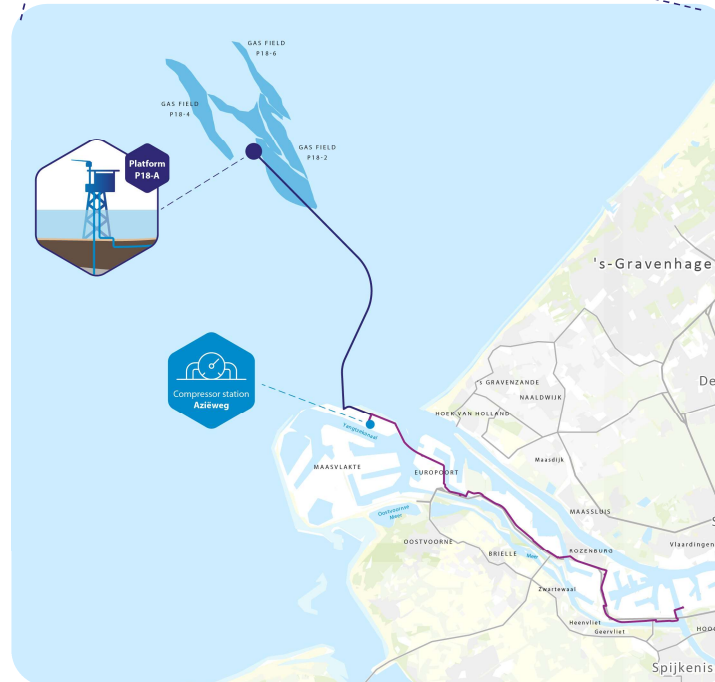 GAS FIELD
P18-6
GAS FIELD
P18-4
GAS FIELD
P18-2
Platform
P18-A
's-Gravenhage
Compressor station
Aziëweg
's GRAVENZANDE
NAALDWIJK
De
HOEK VAN HOLLAND
Yangtzekanaal
Maasdijk
MAASVLAKTE
EUROPOORT
Oostvoornse
Meer
MAASSLUIS
S
OOSTVOORNE
Vlaardingen
BRIELLE
Meer
ROZENBURG
Zwartewaal
Heenvliet
Geervliet
HOOG
Spijkenis